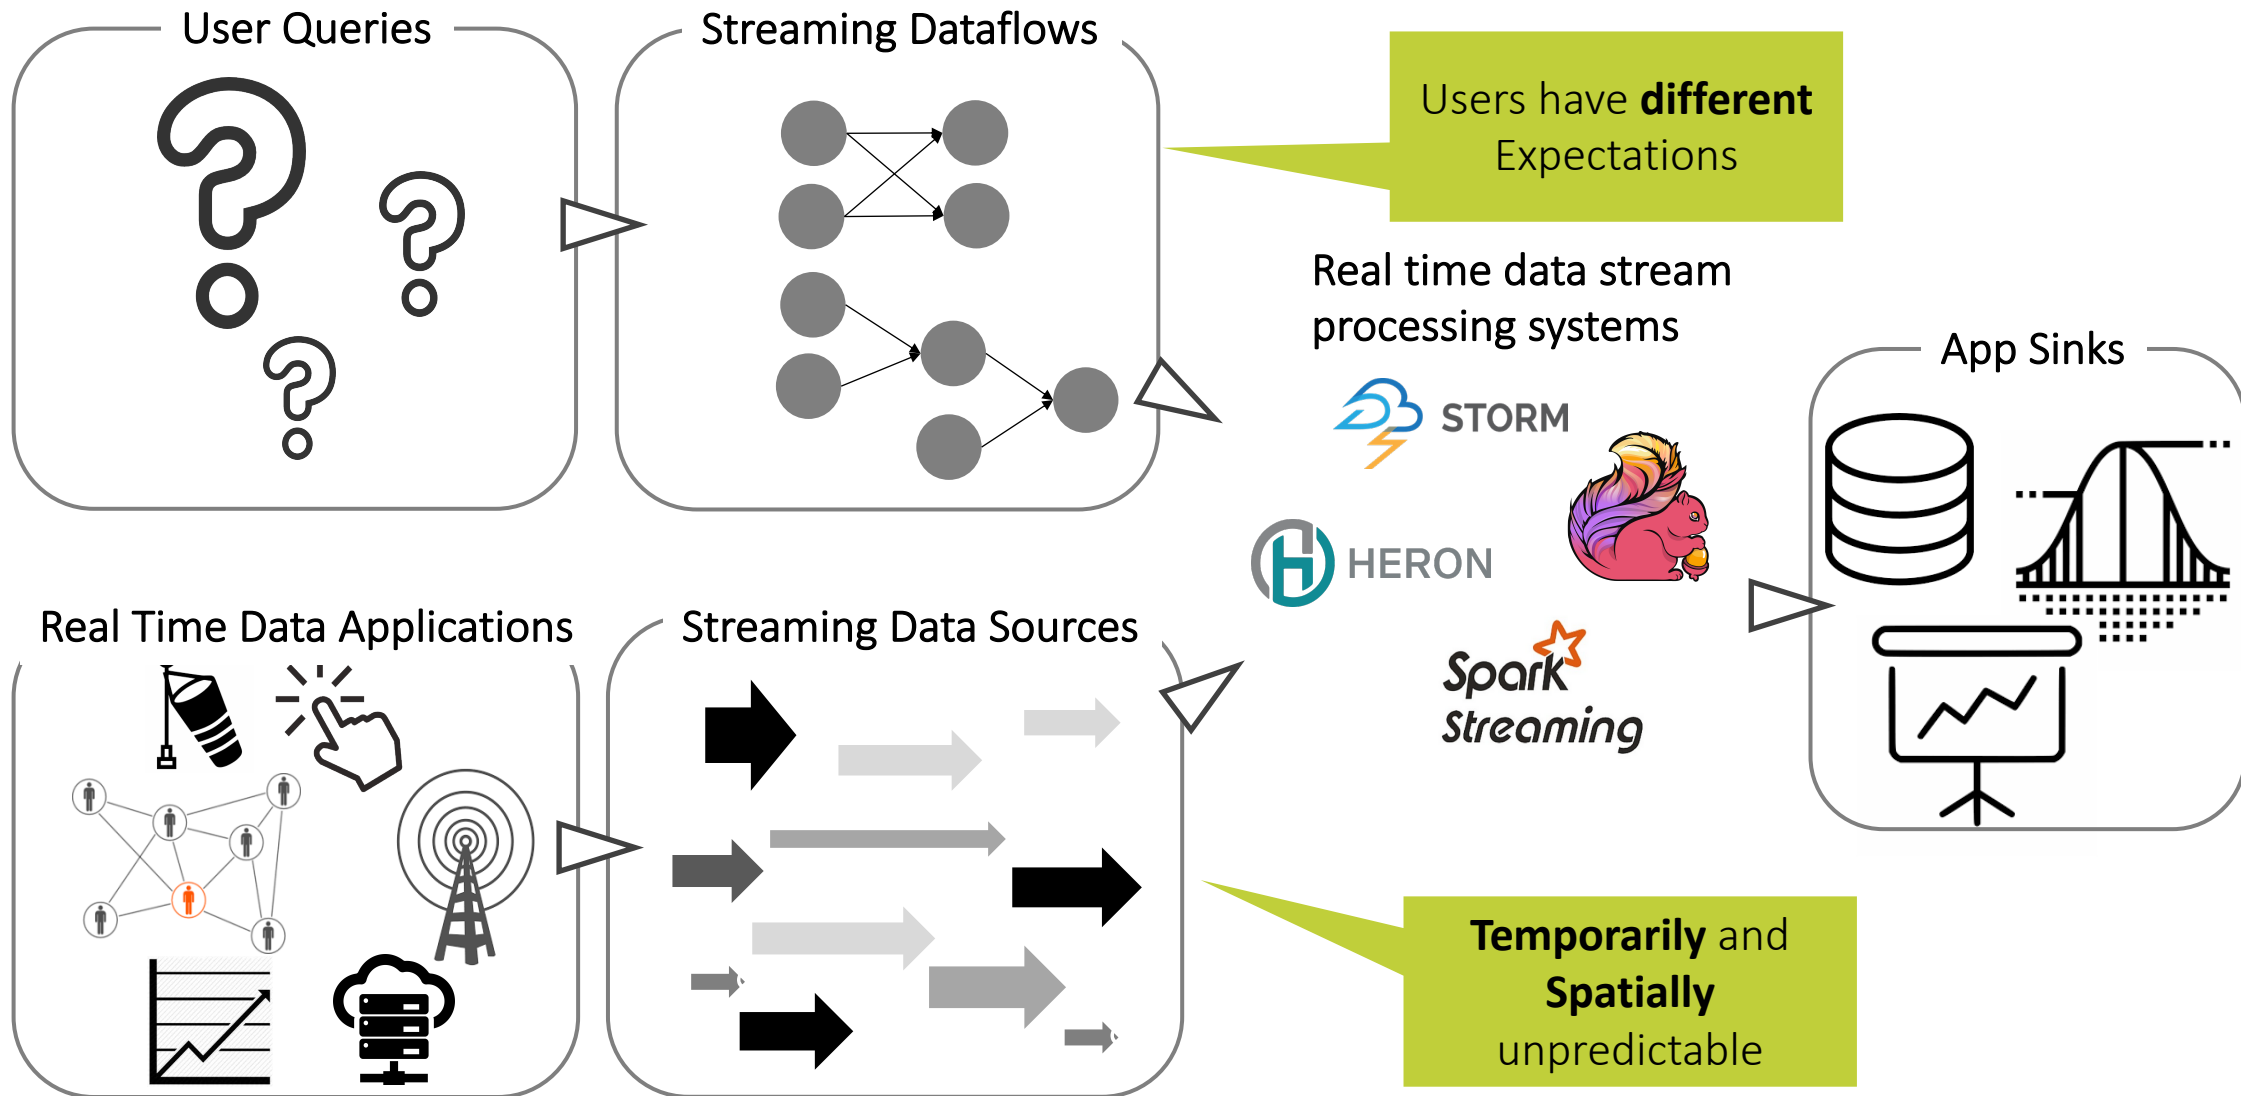 User Queries
Streaming Dataflows
Users have different
Expectations
Real time data stream
processing systems
STORM
HERON
Spark
Streaming
App Sinks
Real Time Data Applications
Streaming Data Sources
Temporarily and
Spatially
unpredictable